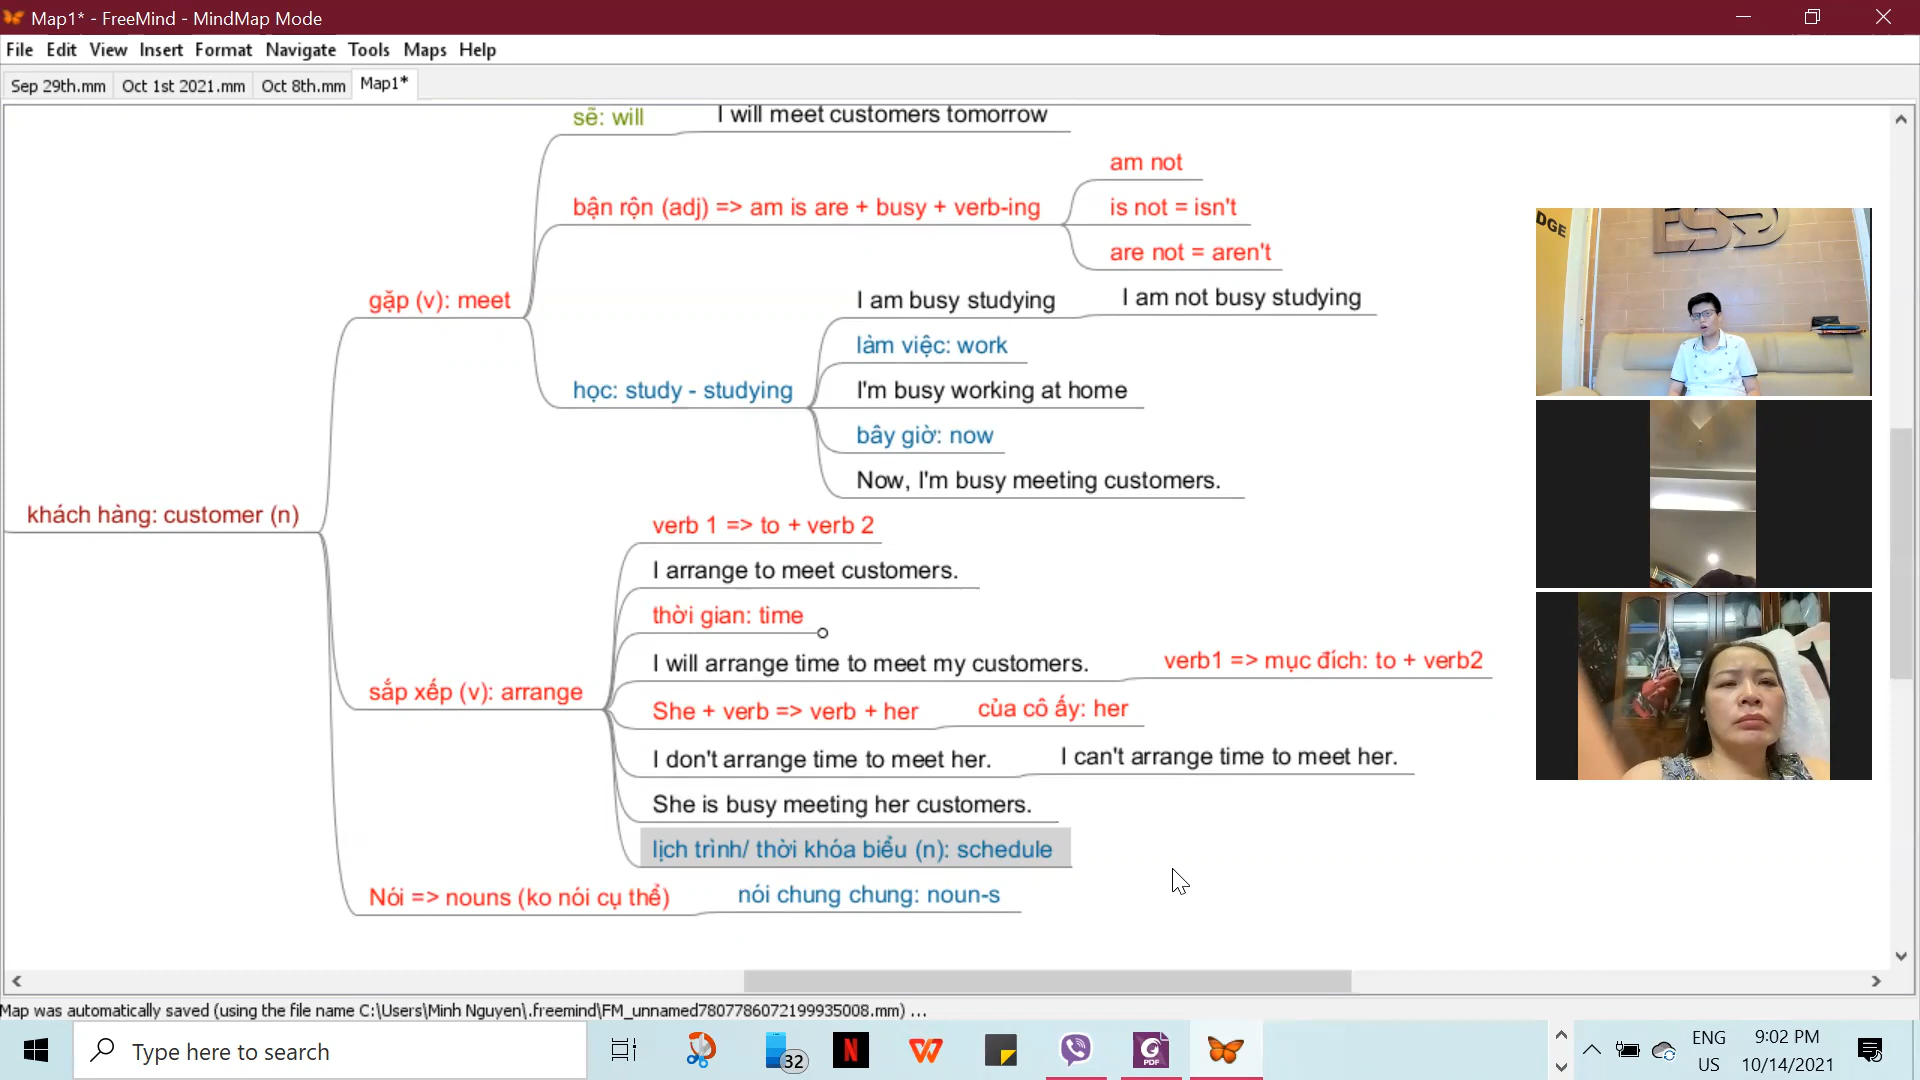 Map1* - FreeMind - MindMap Mode
File Edit View Insert Format Navigate Tools Maps Help
Sep 29th.mm Oct 1st 2021.mm Oct 8th.mm Map1*
sẽ: will
I will meet customers tomorrow
bận rộn (adj) => am is are + busy + verb-ing
am not
is not = isn't
are not = aren't
gặp (v): meet
học: study - studying
I am busy studying
I am not busy studying
làm việc: work
I'm busy working at home
bây giờ: now
Now, I'm busy meeting customers.
khách hàng: customer (n)
sắp xếp (v): arrange
verb 1 => to + verb 2
I arrange to meet customers.
thời gian: time
I will arrange time to meet my customers.
verb1 => mục đích: to + verb2
She + verb => verb + her
của cô ấy: her
I don't arrange time to meet her.
I can't arrange time to meet her.
She is busy meeting her customers.
lịch trình/ thời khóa biểu (n): schedule
Nói => nouns (ko nói cụ thể)
nói chung chung: noun-s
DGE
Map was automatically saved (using the file name C:\Users\Minh Nguyen\.freemind\FM_unnamed7807786072199935008.mm) ...
Type here to search
32
N
W
PDF
ENG
US
9:02 PM
10/14/2021